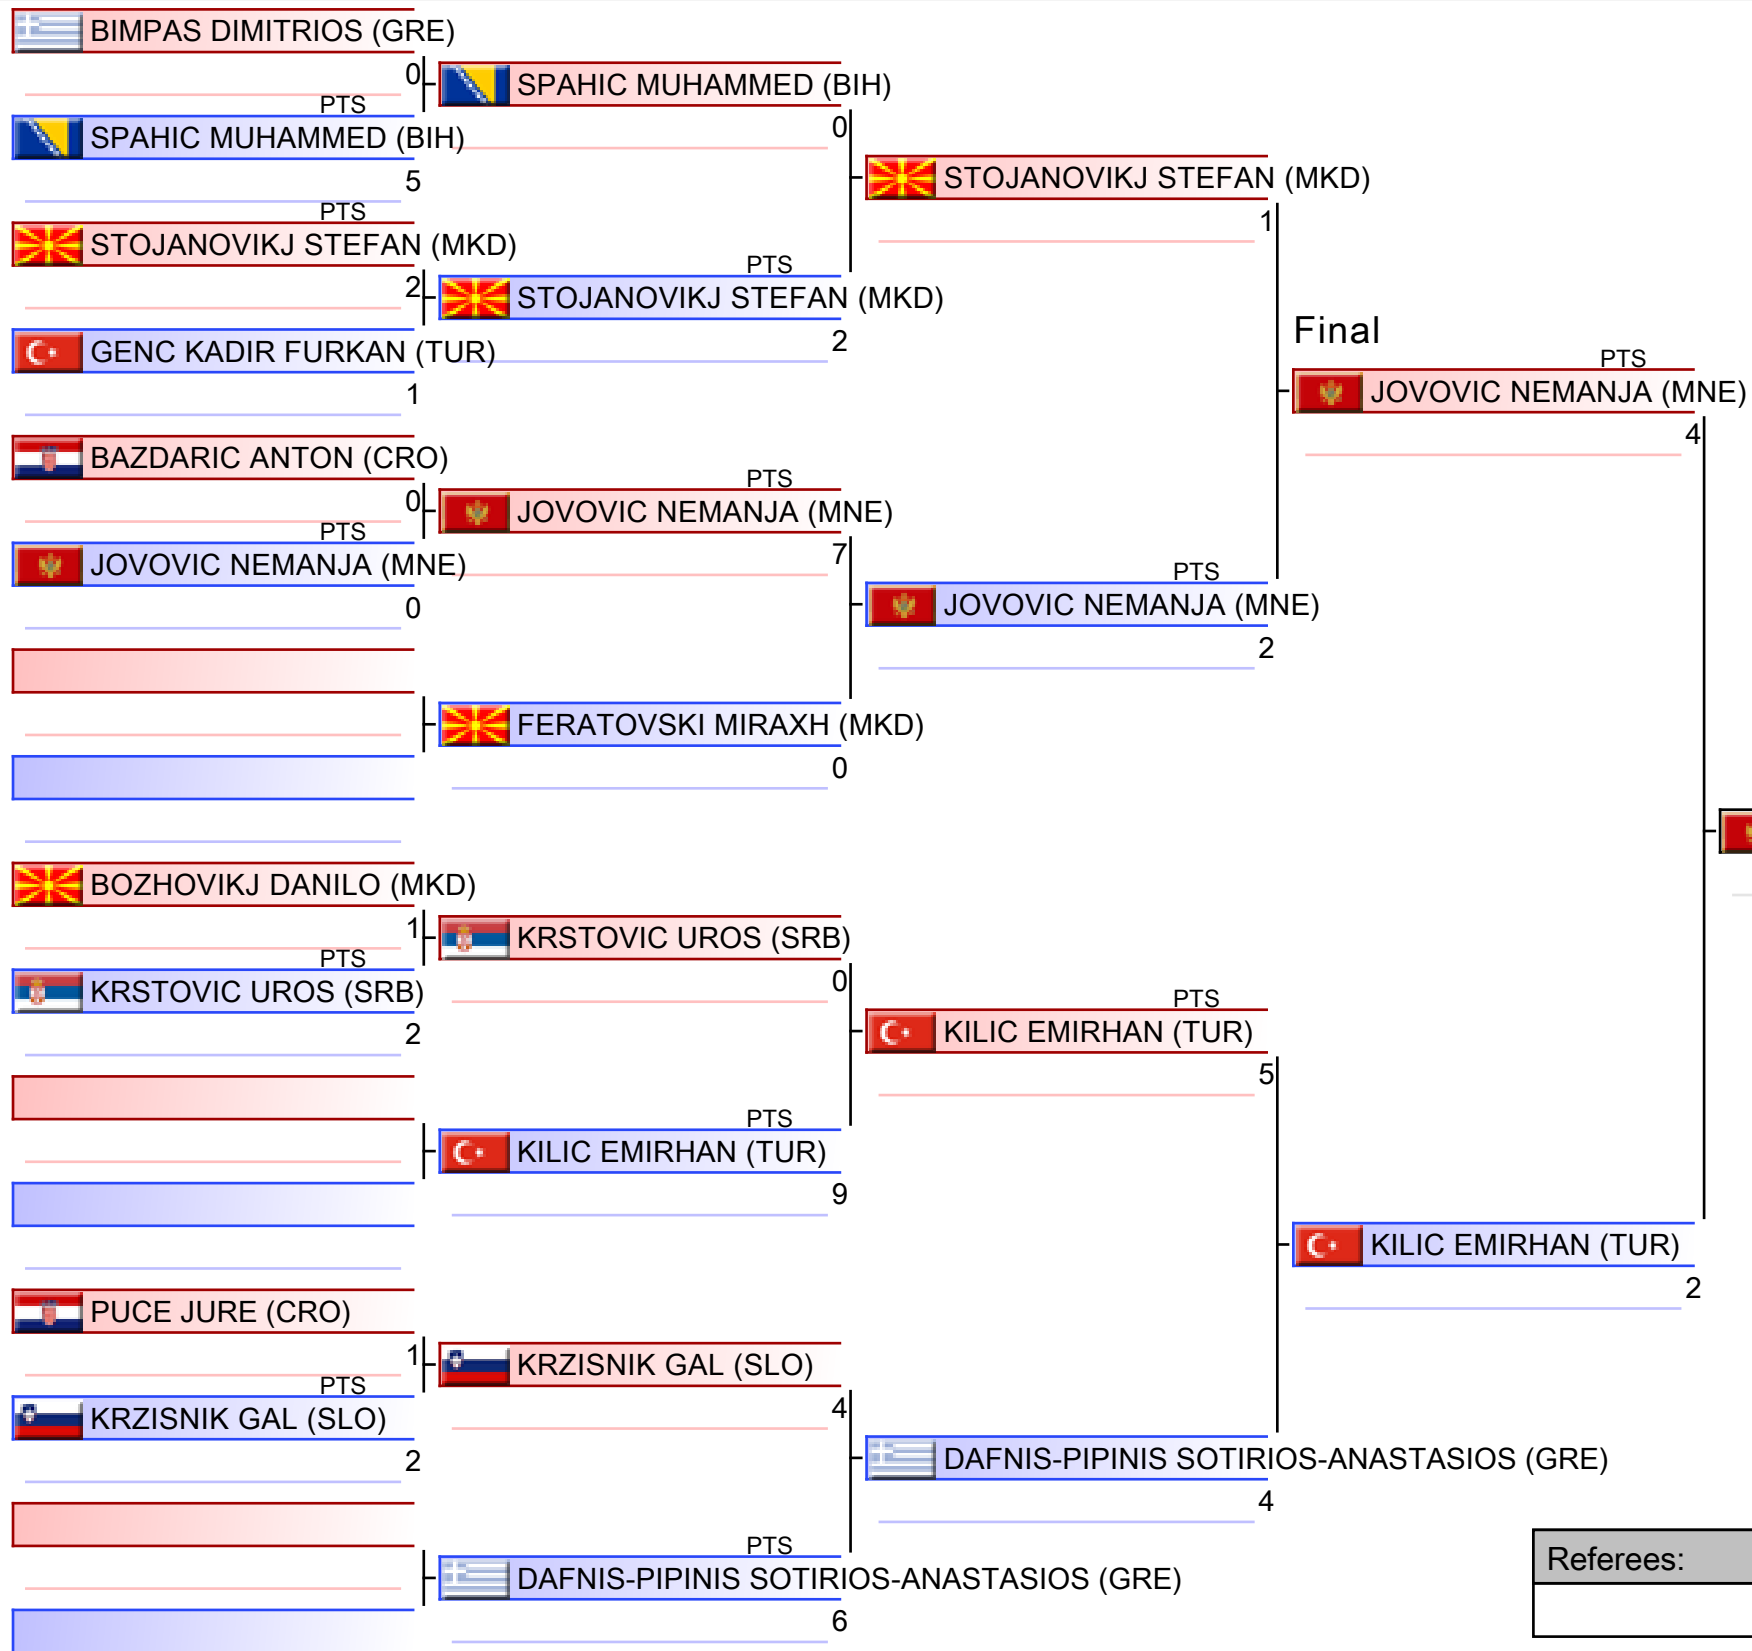 BIMPAS DIMITRIOS (GRE)
0
PTS
SPAHIC MUHAMMED (BIH)
5
PTS
STOJANOVIKJ STEFAN (MKD)
2
GENC KADIR FURKAN (TUR)
1
BAZDARIC ANTON (CRO)
0
PTS
JOVOVIC NEMANJA (MNE)
0
BOZHOVIKJ DANILO (MKD)
1
PTS
KRSTOVIC UROS (SRB)
2
PUCE JURE (CRO)
1
PTS
KRZISNIK GAL (SLO)
2
SPAHIC MUHAMMED (BIH)
0
PTS
STOJANOVIKJ STEFAN (MKD)
2
PTS
JOVOVIC NEMANJA (MNE)
7
FERATOVSKI MIRAXH (MKD)
0
KRSTOVIC UROS (SRB)
0
PTS
KILIC EMIRHAN (TUR)
9
KRZISNIK GAL (SLO)
4
PTS
DAFNIS-PIPINIS SOTIRIOS-ANASTASIOS (GRE)
6
STOJANOVIKJ STEFAN (MKD)
1
PTS
JOVOVIC NEMANJA (MNE)
2
PTS
KILIC EMIRHAN (TUR)
5
DAFNIS-PIPINIS SOTIRIOS-ANASTASIOS (GRE)
4
Final
PTS
JOVOVIC NEMANJA (MNE)
4
KILIC EMIRHAN (TUR)
2
Referees: